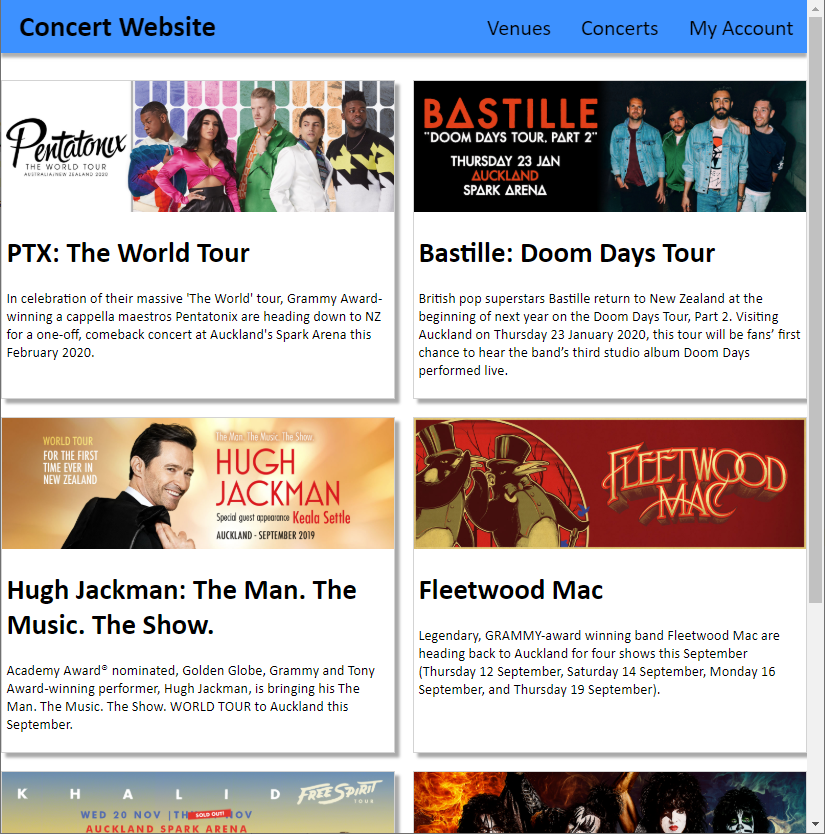 Concert Website
Venues Concerts My Account
Pentatonix
THE WORLD TOUR
AUSTRALIA & NEW ZEALAND 2020
PTX: The World Tour
In celebration of their massive 'The World' tour, Grammy Award-
winning a cappella maestros Pentatonix are heading down to NZ
for a one-off, comeback concert at Auckland's Spark Arena this
February 2020.
BASTILLE
"DOOM DAYS TOUR, PART 2"
THURSDAY 23 JAN
AUCKLAND
SPARK ARENA
Bastille: Doom Days Tour
British pop superstars Bastille return to New Zealand at the
beginning of next year on the Doom Days Tour, Part 2. Visiting
Auckland on Thursday 23 January 2020, this tour will be fans’ first
chance to hear the band’s third studio album Doom Days
performed live.
WORLD TOUR
FOR THE FIRST
TIME EVER IN
NEW ZEALAND
The Man. The Music. The Show.
HUGH
JACKMAN
Special guest appearance Keala Settle
AUCKLAND - SEPTEMBER 2019
Hugh Jackman: The Man. The
Music. The Show.
Academy Award® nominated, Golden Globe, Grammy and Tony
Award-winning performer, Hugh Jackman, is bringing his The
Man. The Music. The Show. WORLD TOUR to Auckland this
September.
FLEETWOOD
MAC
Fleetwood Mac
Legendary, GRAMMY-award winning band Fleetwood Mac are
heading back to Auckland for four shows this September
(Thursday 12 September, Saturday 14 September, Monday 16
September, and Thursday 19 September).
KHALID
FREE SPIRIT
TOUR
WED 20 NOV | TH SOLD OUT! NOV
AUCKLAND SPARK ARENA